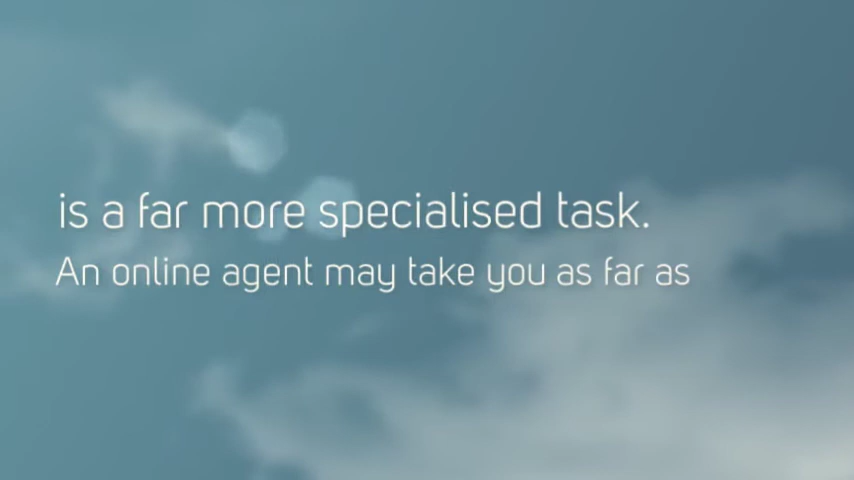 is a far more specialised task.
An online agent may take you as far as